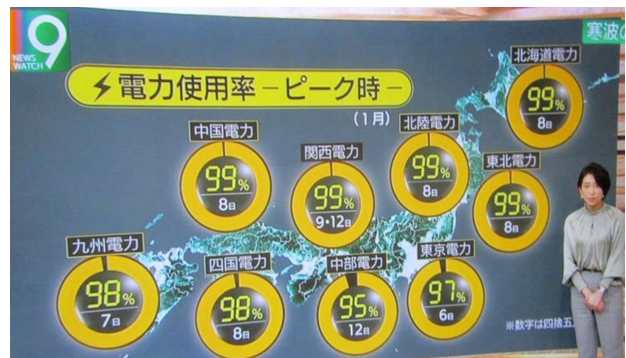 9
NEWS
WATCH
寒波の
電力使用率 −ピーク時−
(1月)
北海道電力
99%
8日
中国電力
99%
8日
関西電力
99%
9・12日
北陸電力
99%
8日
東北電力
99%
8日
九州電力
98%
7日
四国電力
98%
8日
中部電力
95%
12日
東京電力
97%
6日
※数字は四捨五